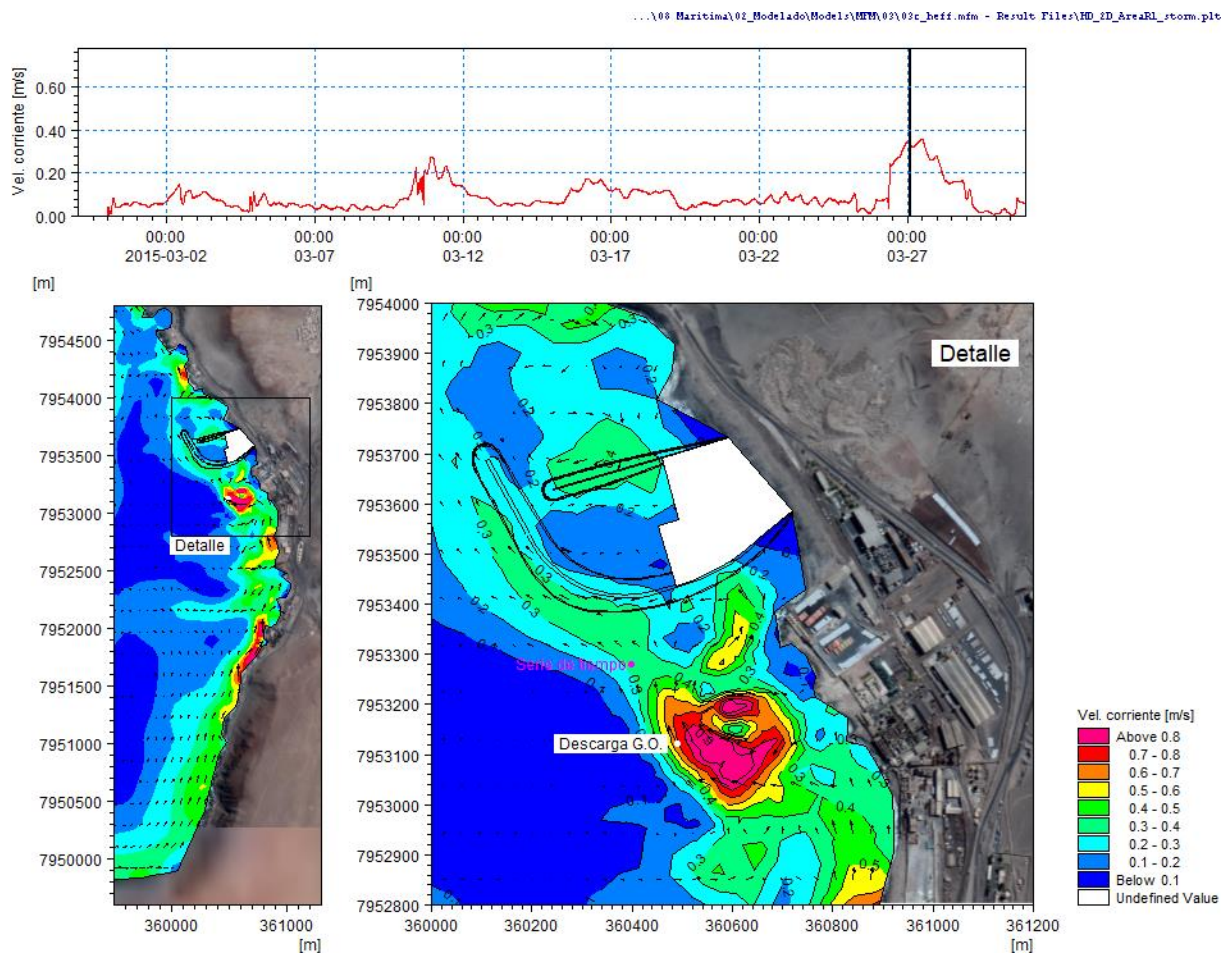 ...\08 Maritima\02_Modelado\Models\MFM\03\03c_heff.mfm - Result Files\HD_2D_AreaRl_storm.plt
Vel. corriente [m/s]
0.60
0.40
0.20
0.00
00:00 00:00 00:00 00:00 00:00 00:00
2015-03-02 03-07 03-12 03-17 03-22 03-27
[m]
7954500
7954000
7953500
7953000
7952500
7952000
7951500
7951000
7950500
7950000
360000 361000
[m]
Detalle
[m]
7954000
7953900
7953800
7953700
7953600
7953500
7953400
7953300
7953200
7953100
7953000
7952900
7952800
360000 360200 360400 360600 360800 361000 361200
[m]
Detalle
Serie de tiempo
Descarga G.O.
Vel. corriente [m/s]
Above 0.8
0.7 - 0.8
0.6 - 0.7
0.5 - 0.6
0.4 - 0.5
0.3 - 0.4
0.2 - 0.3
0.1 - 0.2
Below 0.1
Undefined Value